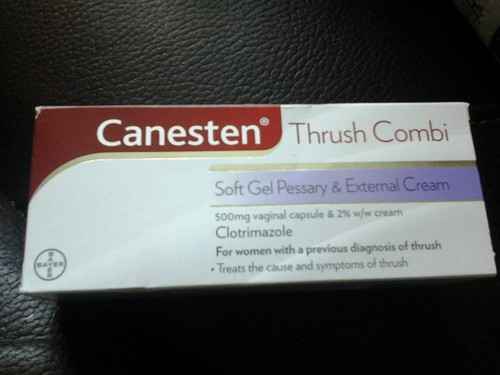 Canesten® Thrush Combi
Soft Gel Pessary & External Cream
500mg vaginal capsule & 2% w/w cream
Clotrimazole
For women with a previous diagnosis of thrush
• Treats the cause and symptoms of thrush
BAYER